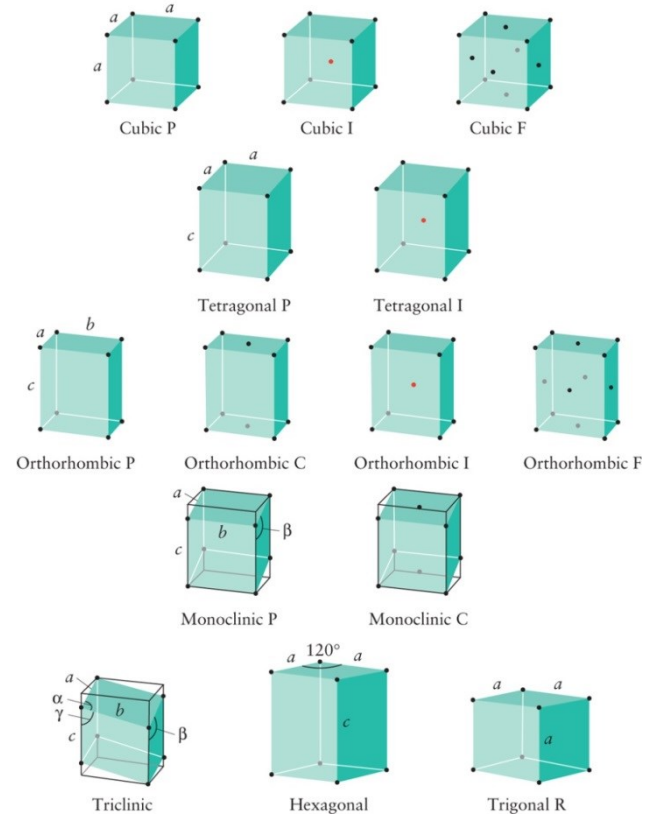 a a
a
Cubic P Cubic I Cubic F
a a
c
Tetragonal P Tetragonal I
a b
c
Orthorhombic P Orthorhombic C Orthorhombic I Orthorhombic F
a
b β
c
Monoclinic P Monoclinic C
120°
a a a
a a
α b
γ
c β c a
Triclinic Hexagonal Trigonal R